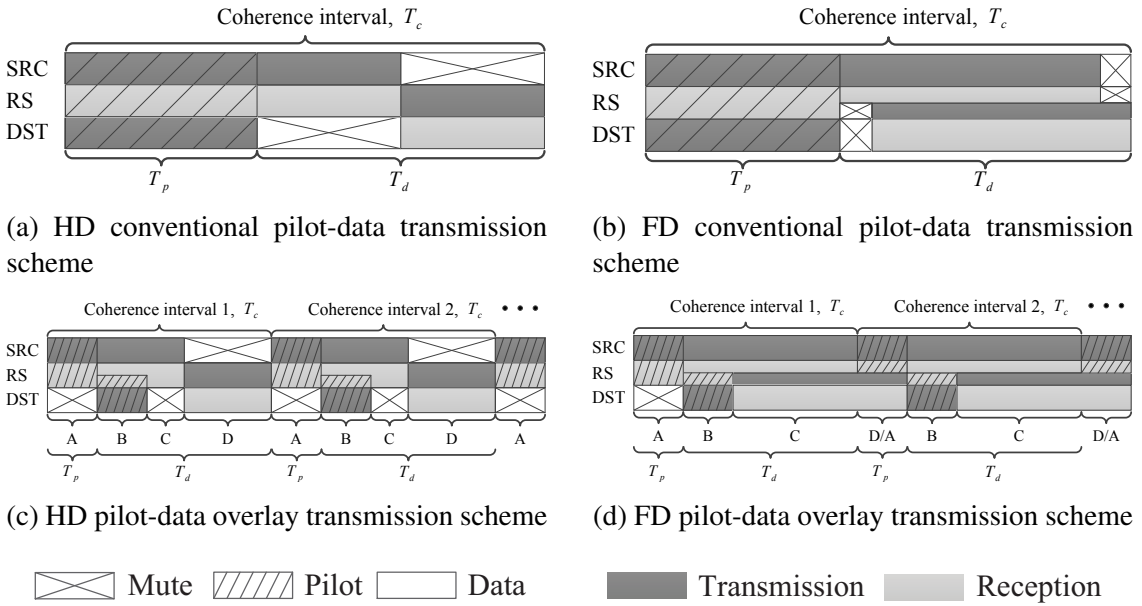 Coherence interval, T_c
SRC
RS
DST
T_p
T_d
(a) HD conventional pilot-data transmission
scheme
Coherence interval, T_c
SRC
RS
DST
T_p
T_d
(b) FD conventional pilot-data transmission
scheme
Coherence interval 1, T_c
Coherence interval 2, T_c
• • •
SRC
RS
DST
A B C D A B C D A
T_p T_d T_p T_d
(c) HD pilot-data overlay transmission scheme
Coherence interval 1, T_c
Coherence interval 2, T_c
• • •
SRC
RS
DST
A B C D/A B C D/A
T_p T_d T_p T_d
(d) FD pilot-data overlay transmission scheme
Mute Pilot Data Transmission Reception